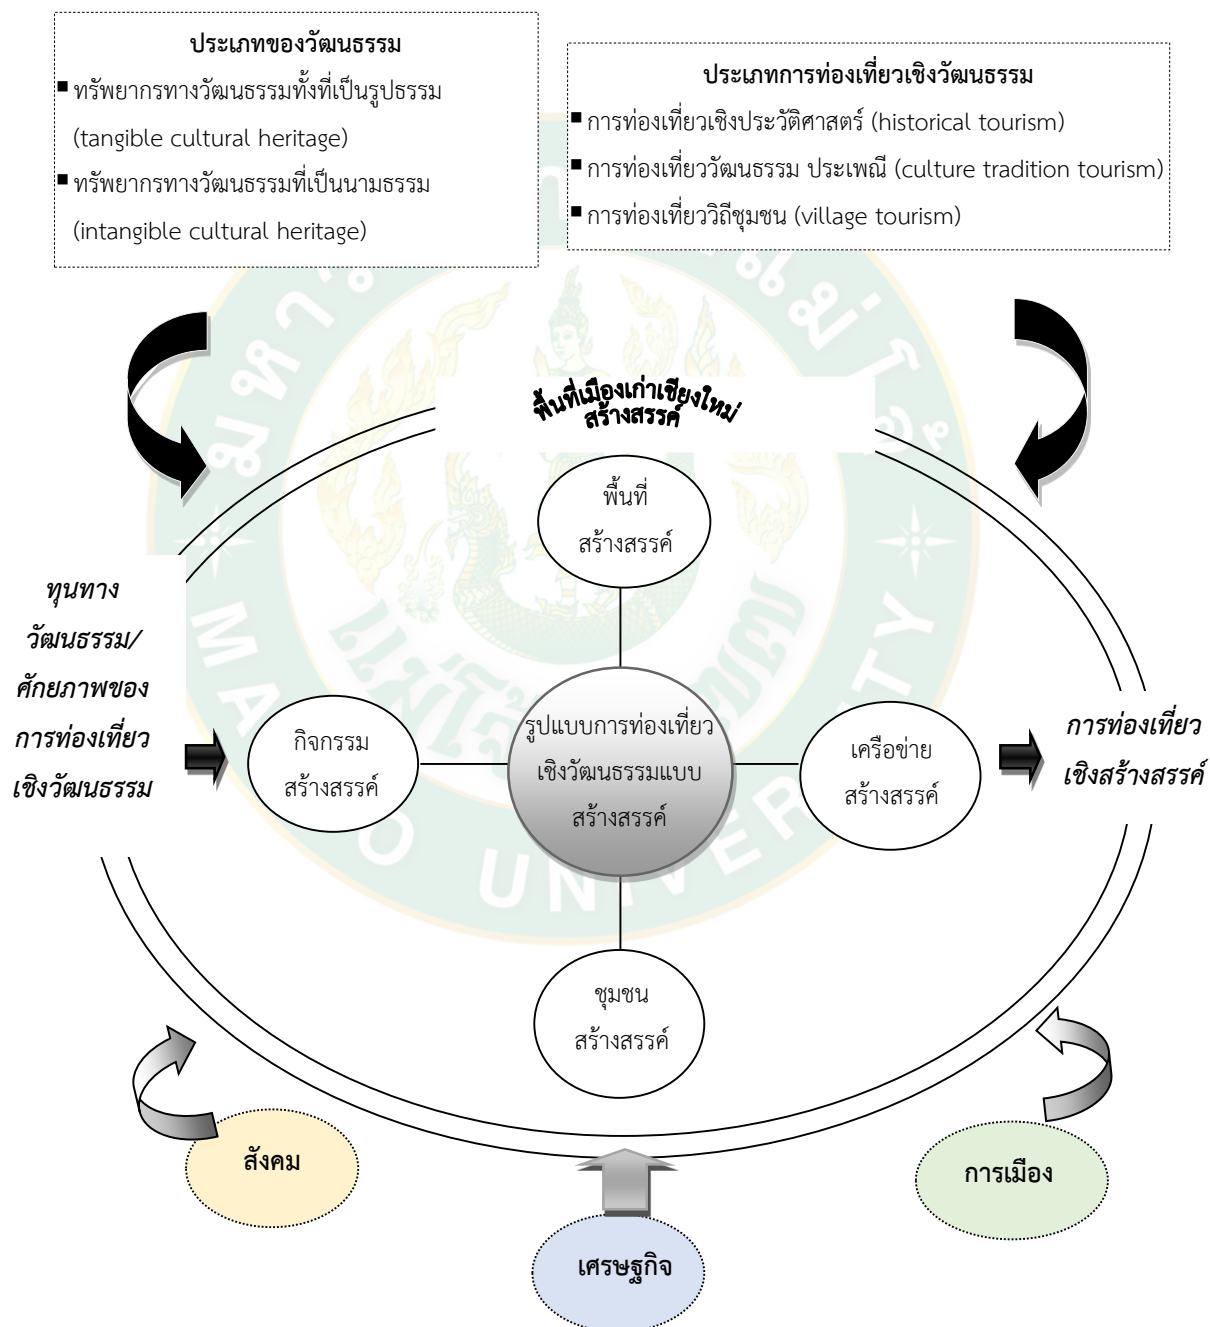 ประเภทของวัฒนธรรม
▪ ทรัพยากรทางวัฒนธรรมทั้งที่เป็นรูปธรรม
(tangible cultural heritage)
▪ ทรัพยากรทางวัฒนธรรมที่เป็นนามธรรม
(intangible cultural heritage)
ประเภทการท่องเที่ยวเชิงวัฒนธรรม
▪ การท่องเที่ยวเชิงประวัติศาสตร์ (historical tourism)
▪ การท่องเที่ยววัฒนธรรม ประเพณี (culture tradition tourism)
▪ การท่องเที่ยววิถีชุมชน (village tourism)
พื้นที่เมืองเก่าเชียงใหม่
สร้างสรรค์
พื้นที่
สร้างสรรค์
ทุนทาง
วัฒนธรรม/
ศักยภาพของ
การท่องเที่ยว
เชิงวัฒนธรรม
กิจกรรม
สร้างสรรค์
รูปแบบการท่องเที่ยว
เชิงวัฒนธรรมแบบ
สร้างสรรค์
เครือข่าย
สร้างสรรค์
การท่องเที่ยว
เชิงสร้างสรรค์
ชุมชน
สร้างสรรค์
สังคม
เศรษฐกิจ
การเมือง
UNIVERSITY